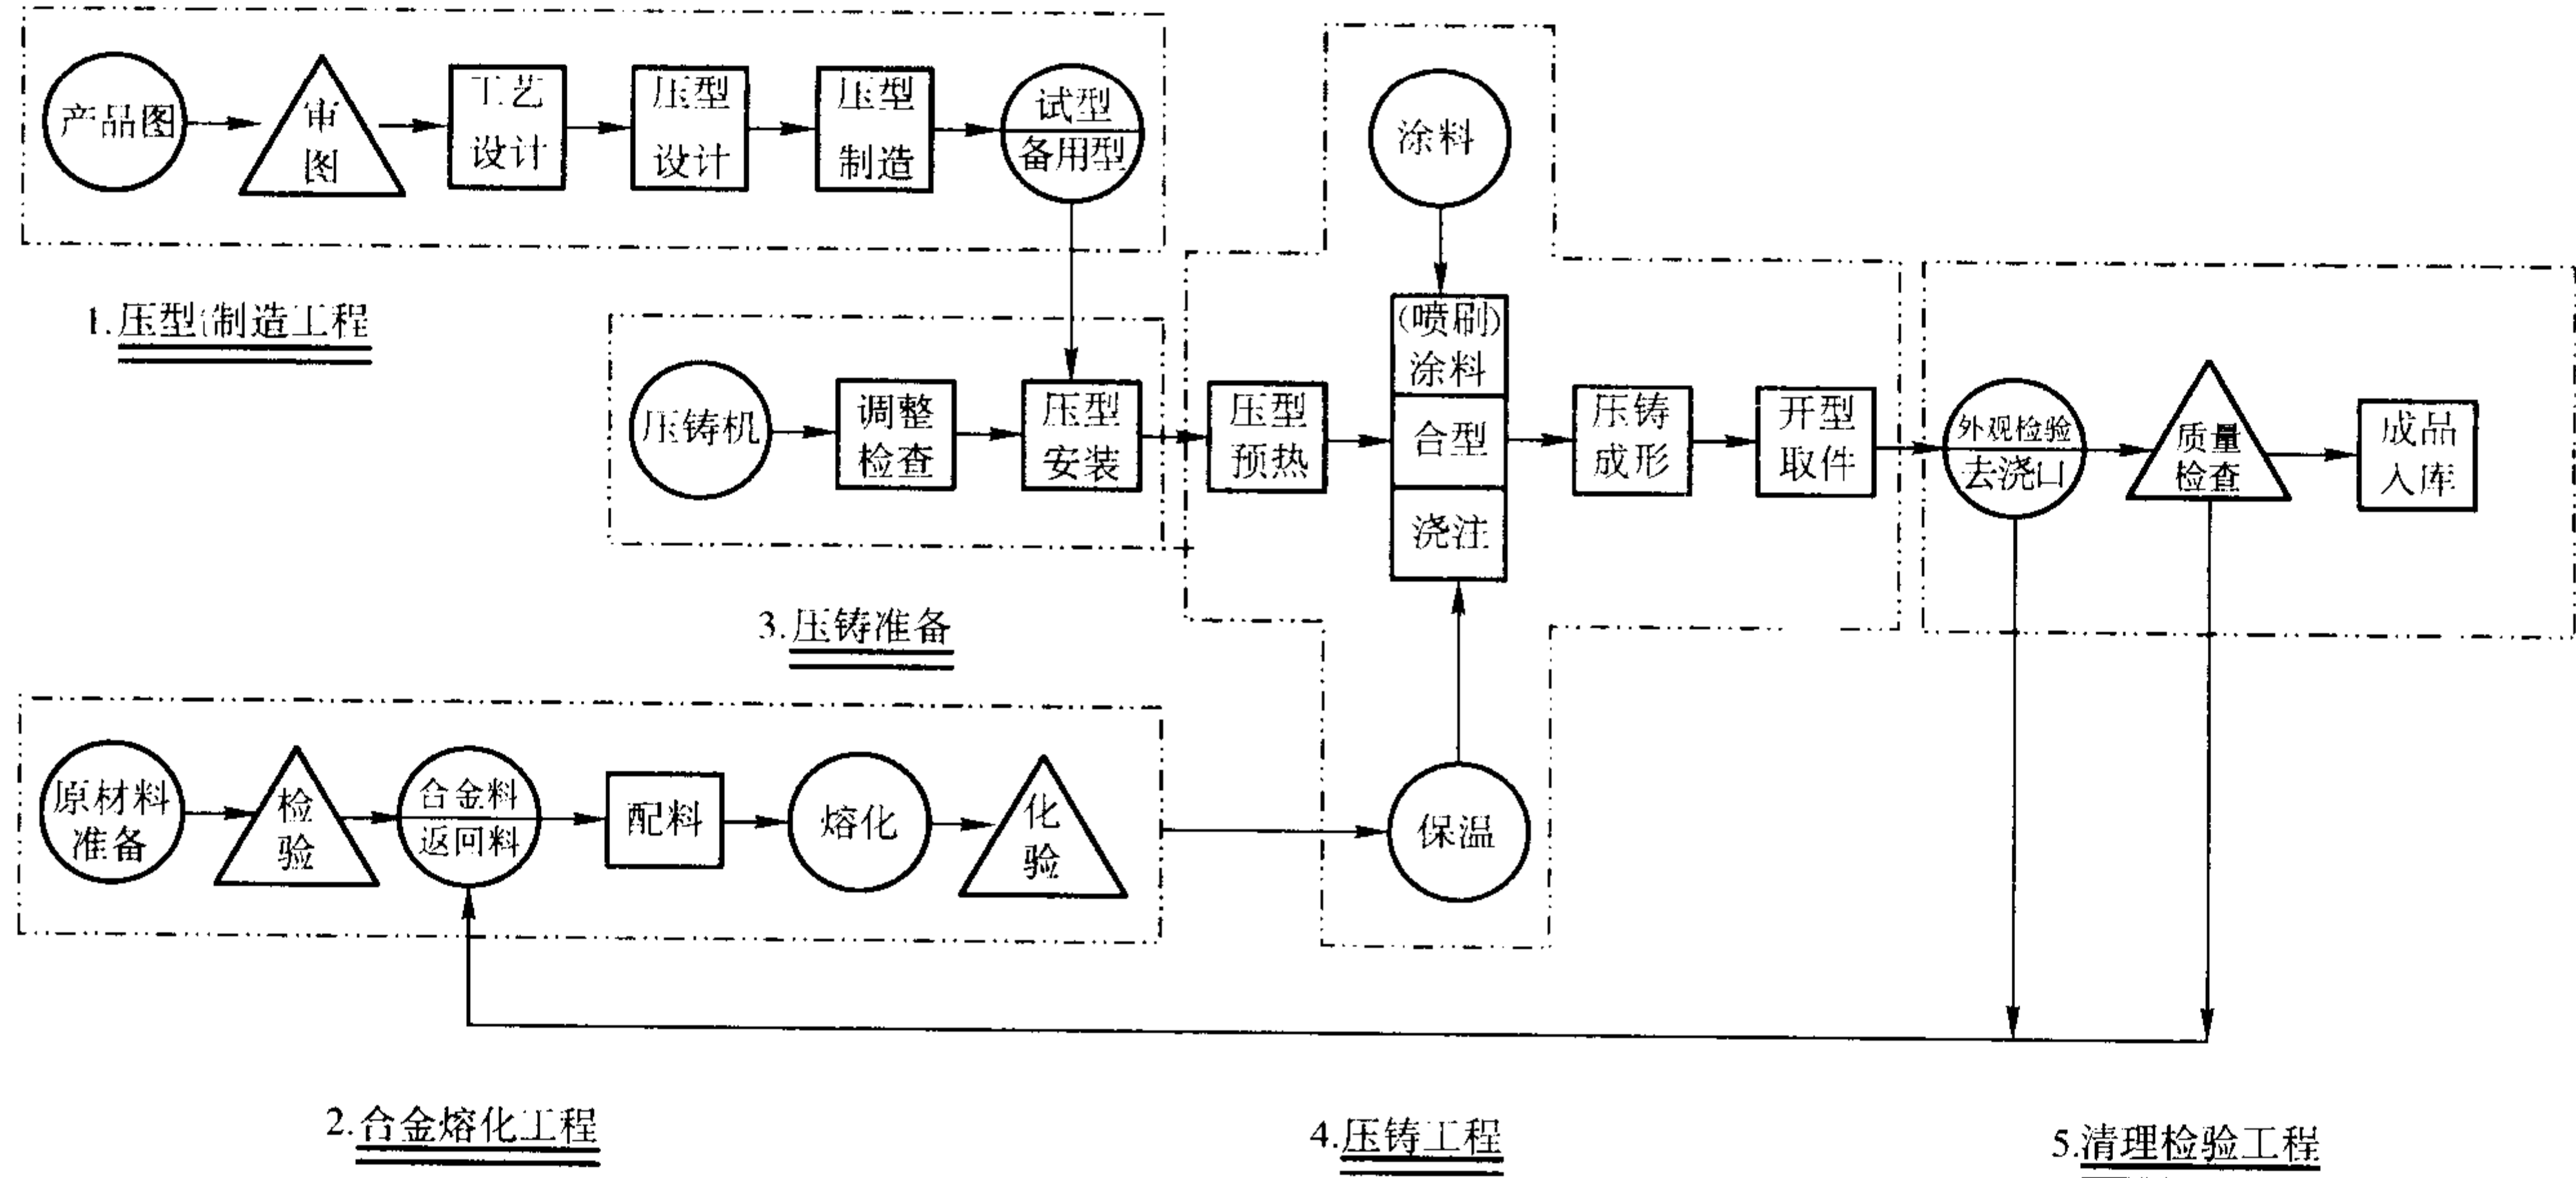 产品图
审
图
工艺
设计
压型
设计
压型
制造
试型
备用型
1.压型制造工程
涂料
压铸机
调整
检查
压型
安装
3.压铸准备
压型
预热
(喷刷)
涂料
合型
浇注
压铸
成形
开型
取件
外观检验
去浇口
质量
检查
成品
入库
原材料
准备
检
验
合金料
返回料
配料
熔化
化
验
保温
2.合金熔化工程
4.压铸工程
5.清理检验工程